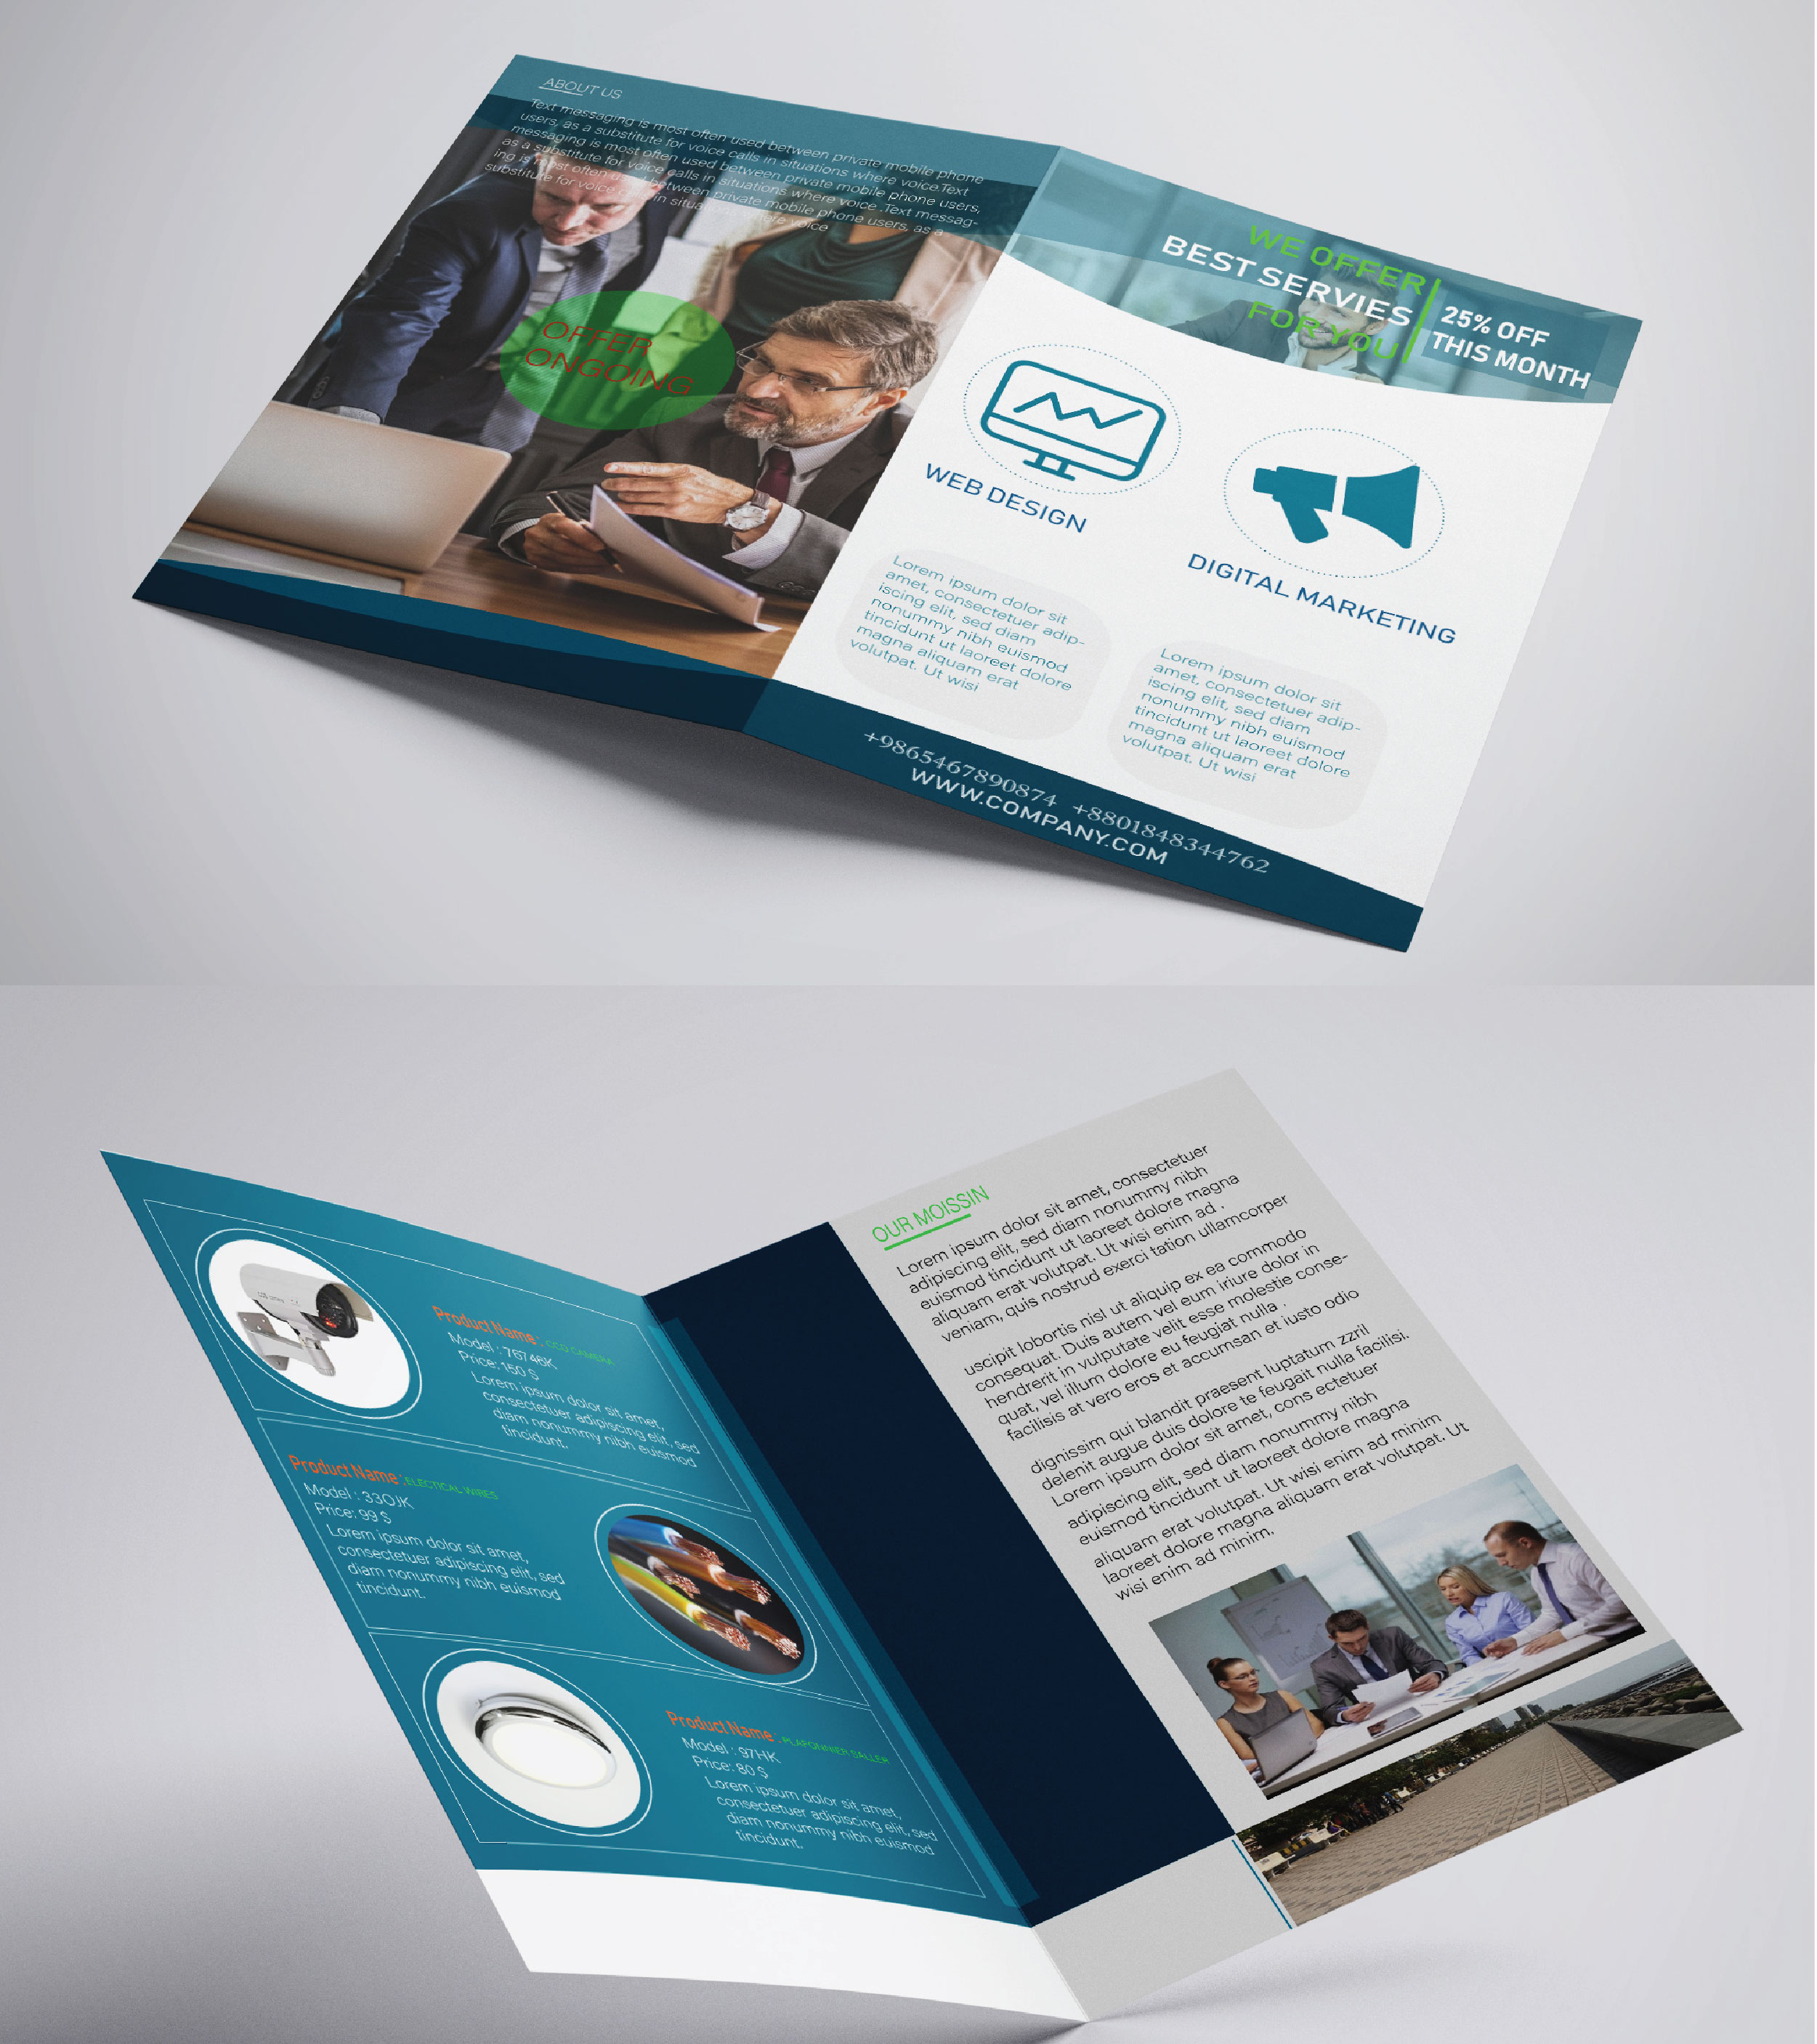 ABOUT US
Text messaging is most often used between private mobile phone
users, as a substitute for voice calls in situations where voice.Text
messaging is most often used between private mobile phone users,
as a substitute for voice calls in situations where voice .Text messag-
ing is most often used between private mobile phone users, as a
substitute for voice calls in situations where voice
OFFER
ONGOING
WE OFFER
BEST SERVIES
FOR YOU
25% OFF
THIS MONTH
WEB DESIGN
Lorem ipsum dolor sit
amet, consectetuer adip-
iscing elit, sed diam
nonummy nibh euismod
tincidunt ut laoreet dolore
magna aliquam erat
volutpat. Ut wisi
DIGITAL MARKETING
Lorem ipsum dolor sit
amet, consectetuer adip-
iscing elit, sed diam
nonummy nibh euismod
tincidunt ut laoreet dolore
magna aliquam erat
volutpat. Ut wisi
+9865467890874 +8801848344762
WWW.COMPANY.COM
Product Name : CCD CAMERA
Model : 76746K
Price: 150 $
Lorem ipsum dolor sit amet,
consectetuer adipiscing elit, sed
diam nonummy nibh euismod
tincidunt.
Product Name : ELECTICAL WIRES
Model : 33OJK
Price: 99 $
Lorem ipsum dolor sit amet,
consectetuer adipiscing elit, sed
diam nonummy nibh euismod
tincidunt.
Product Name :
Model : 97HK
Price: 80 $
Lorem ipsum dolor sit amet,
consectetuer adipiscing elit, sed
diam nonummy nibh euismod
tincidunt.
OUR MOISSIN
Lorem ipsum dolor sit amet, consectetuer
adipiscing elit, sed diam nonummy nibh
euismod tincidunt ut laoreet dolore magna
aliquam erat volutpat. Ut wisi enim ad .
veniam, quis nostrud exerci tation ullamcorper
uscipit lobortis nisl ut aliquip ex ea commodo
consequat. Duis autem vel eum iriure dolor in
hendrerit in vulputate velit esse molestie conse-
quat, vel illum dolore eu feugiat nulla .
facilisis at vero eros et accumsan et iusto odio
dignissim qui blandit praesent luptatum zzril
delenit augue duis dolore te feugait nulla facilisi.
Lorem ipsum dolor sit amet, cons ectetuer
adipiscing elit, sed diam nonummy nibh
euismod tincidunt ut laoreet dolore magna
aliquam erat volutpat. Ut wisi enim ad minim
laoreet dolore magna aliquam erat volutpat. Ut
wisi enim ad minim.